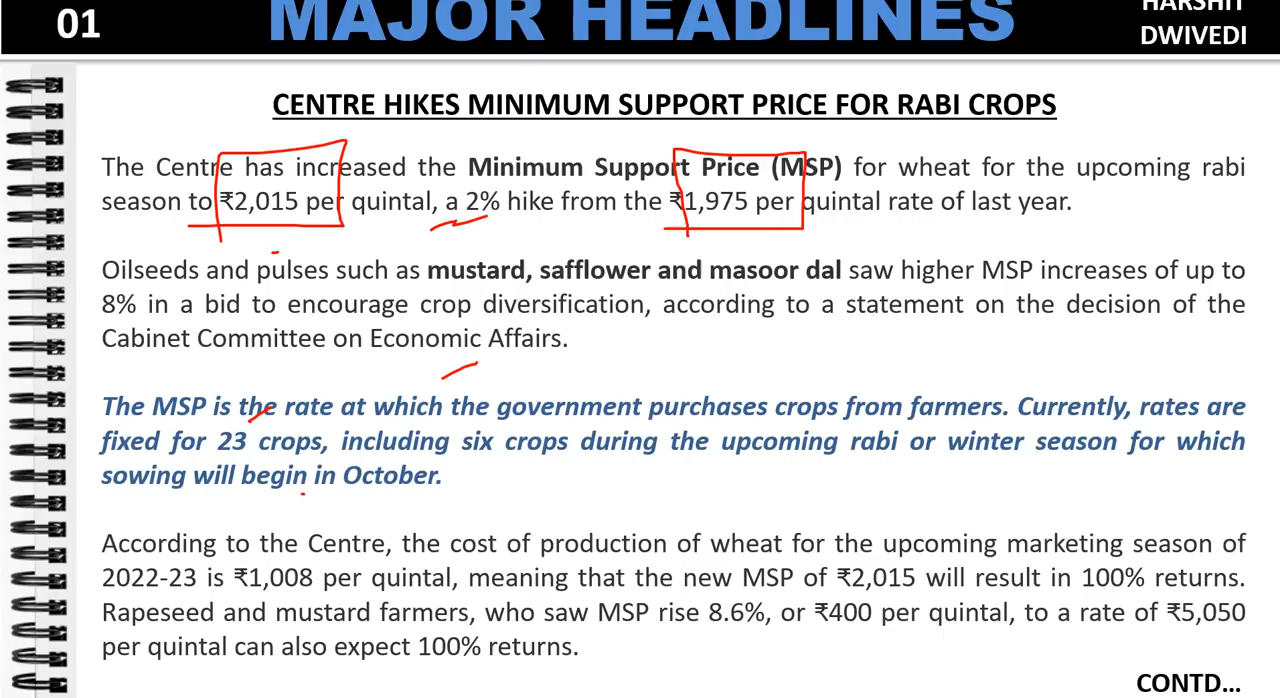 01
MAJOR HEADLINES
HARSHIT
DWIVEDI
CENTRE HIKES MINIMUM SUPPORT PRICE FOR RABI CROPS
The Centre has increased the Minimum Support Price (MSP) for wheat for the upcoming rabi
season to ₹2,015 per quintal, a 2% hike from the ₹1,975 per quintal rate of last year.
Oilseeds and pulses such as mustard, safflower and masoor dal saw higher MSP increases of up to
8% in a bid to encourage crop diversification, according to a statement on the decision of the
Cabinet Committee on Economic Affairs.
The MSP is the rate at which the government purchases crops from farmers. Currently, rates are
fixed for 23 crops, including six crops during the upcoming rabi or winter season for which
sowing will begin in October.
According to the Centre, the cost of production of wheat for the upcoming marketing season of
2022-23 is ₹1,008 per quintal, meaning that the new MSP of ₹2,015 will result in 100% returns.
Rapeseed and mustard farmers, who saw MSP rise 8.6%, or ₹400 per quintal, to a rate of ₹5,050
per quintal can also expect 100% returns.
CONTD...